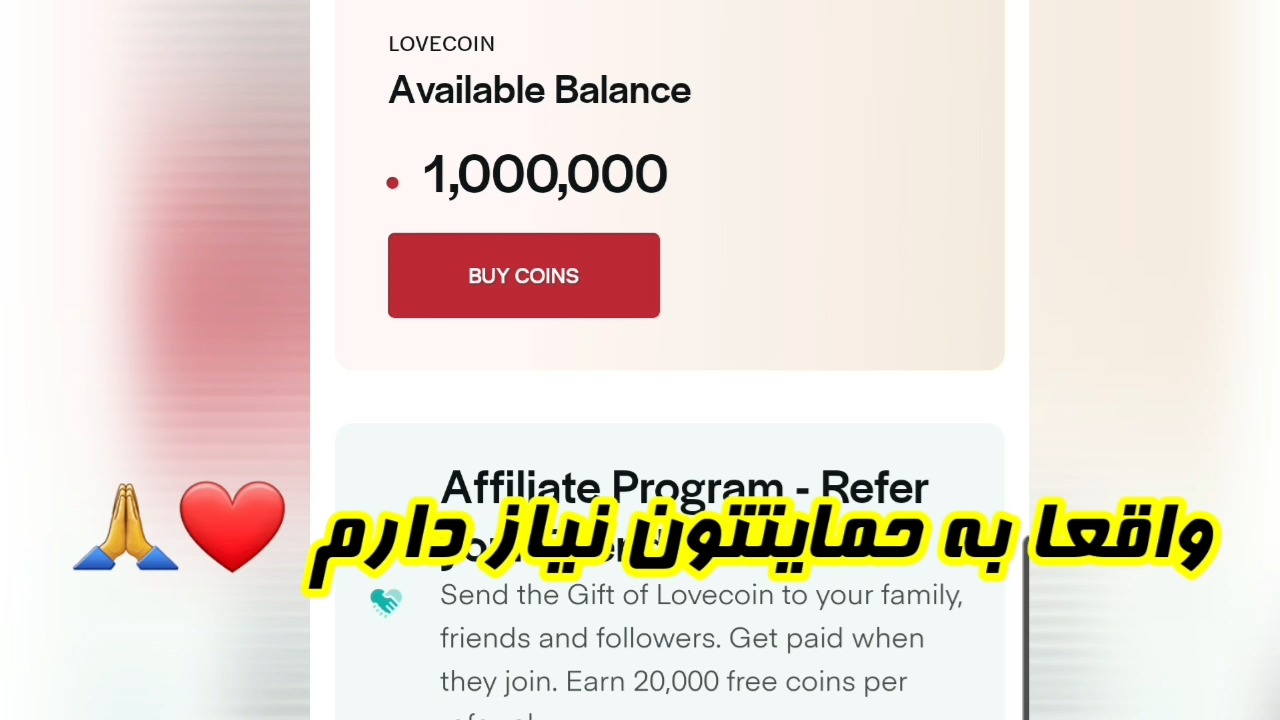 LOVECOIN
Available Balance
1,000,000
BUY COINS
Affiliate Program - Refer
واقعا به حمایتتون نیاز دارم
Send the Gift of Lovecoin to your family,
friends and followers. Get paid when
they join. Earn 20,000 free coins per